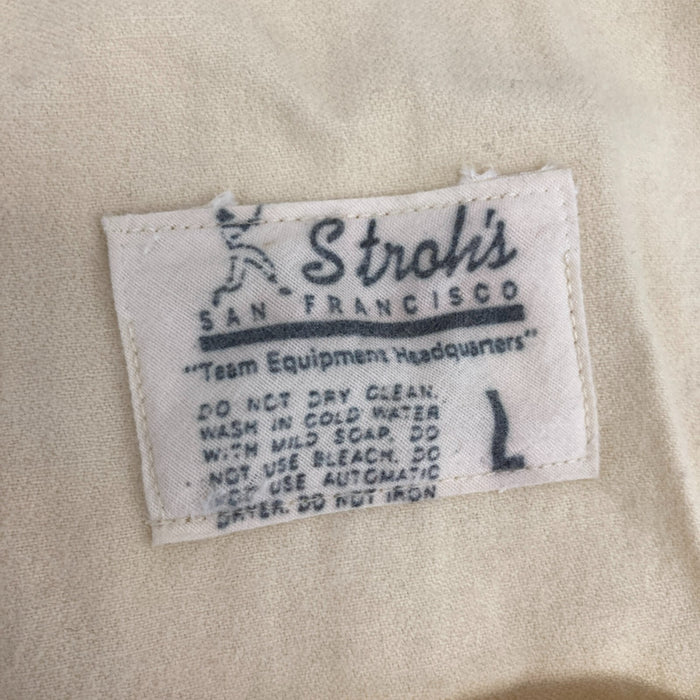 Stroh's
SAN FRANCISCO
"Team Equipment Headquarters"
DO NOT DRY CLEAN.
WASH IN COLD WATER
WITH MILD SOAP. DO
NOT USE BLEACH. DO
NOT USE AUTOMATIC
DRYER. DO NOT IRON
L